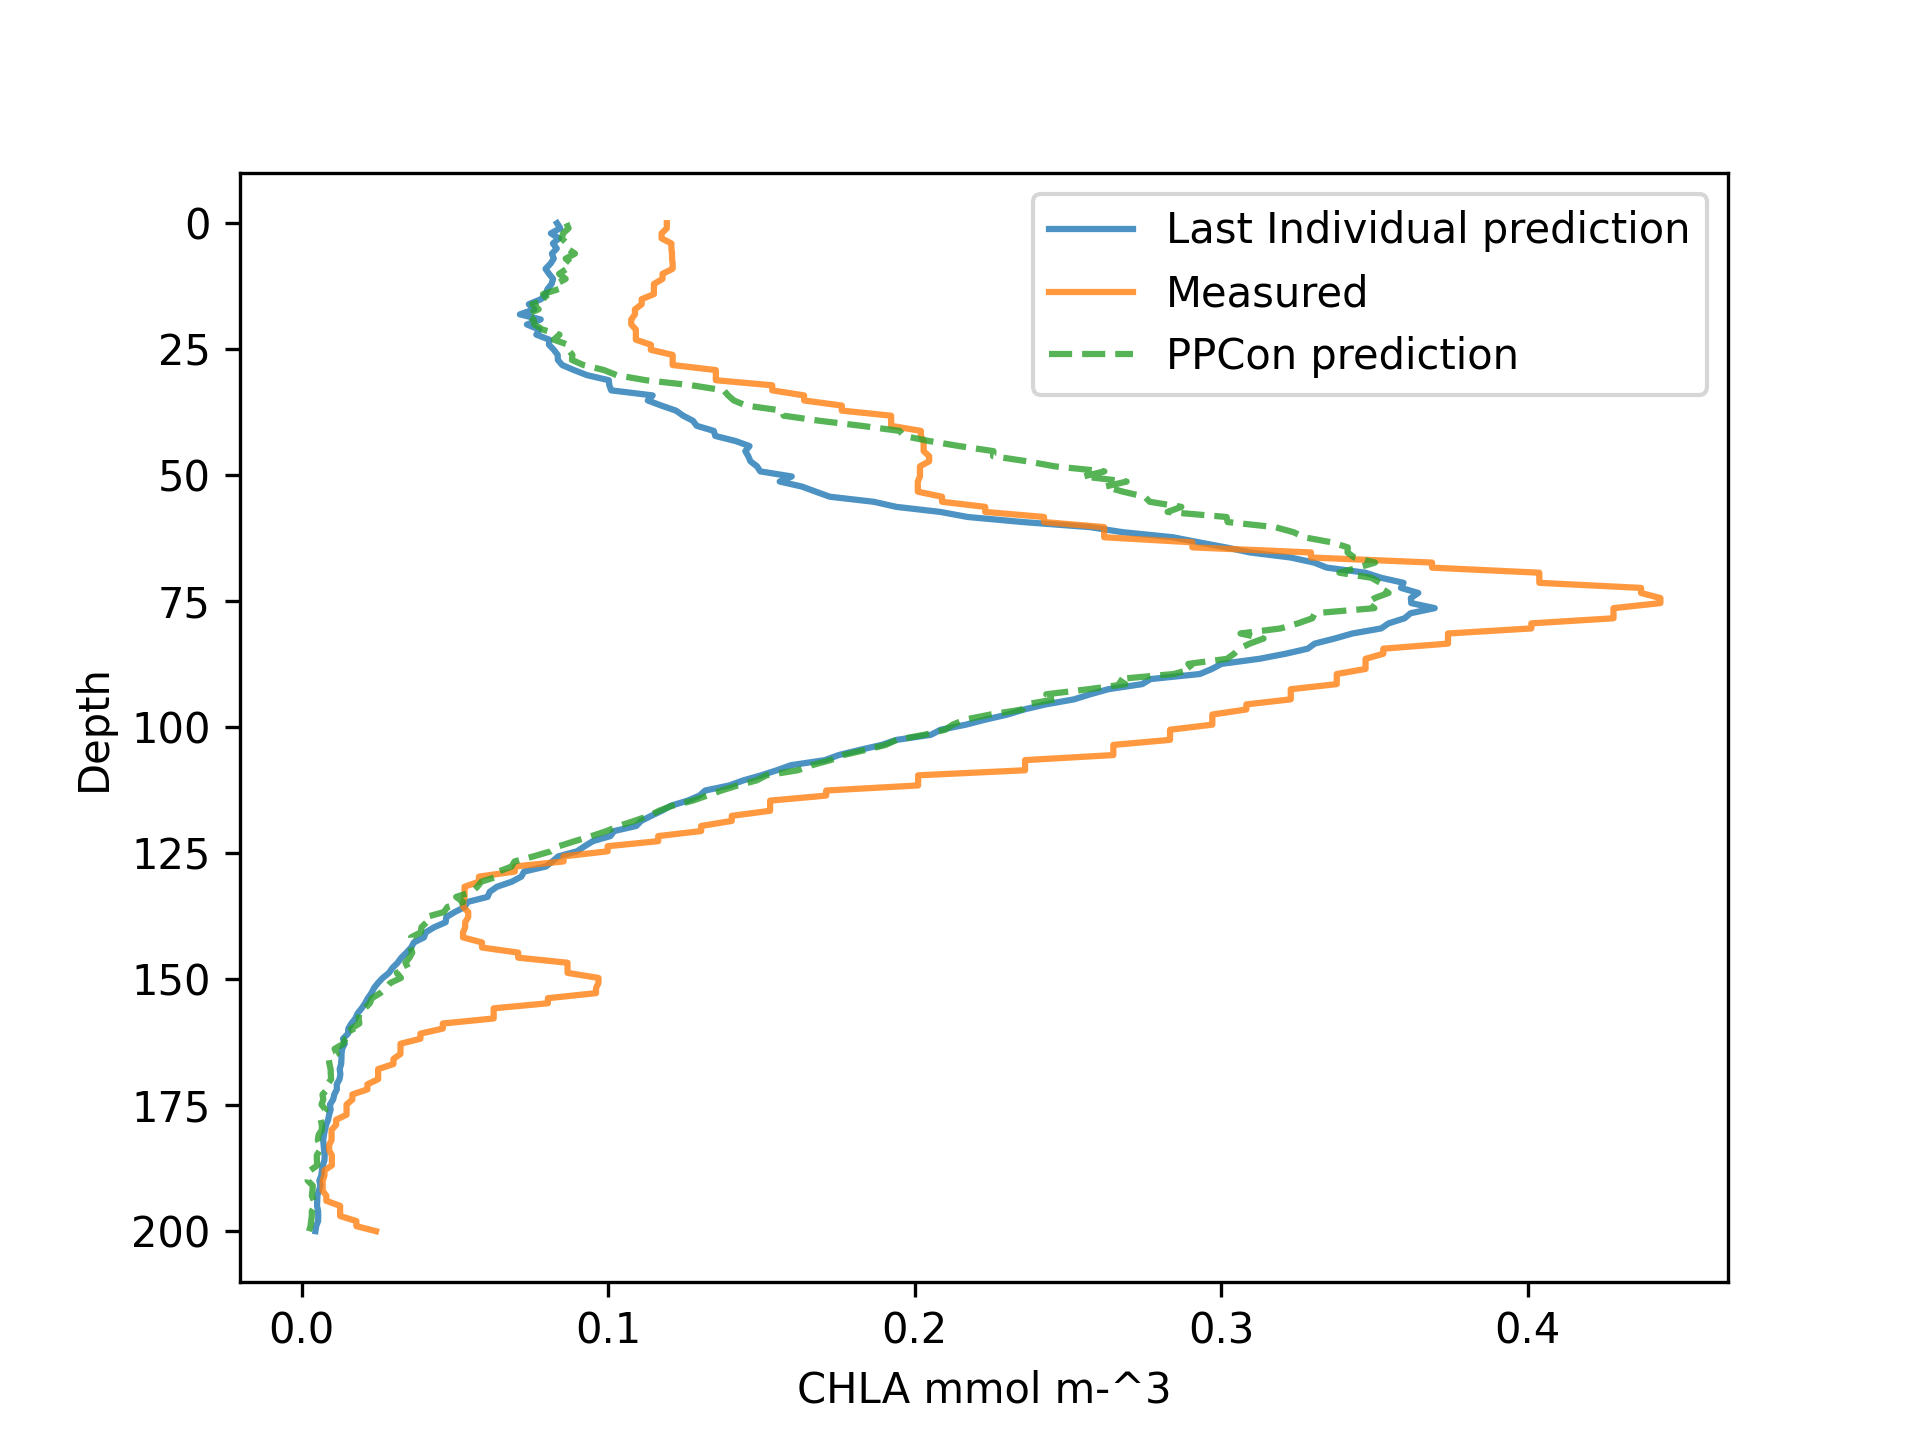 Last Individual prediction
Measured
PPCon prediction
0
25
50
75
100
125
150
175
200
Depth
0.0 0.1 0.2 0.3 0.4
CHLA mmol m-^3